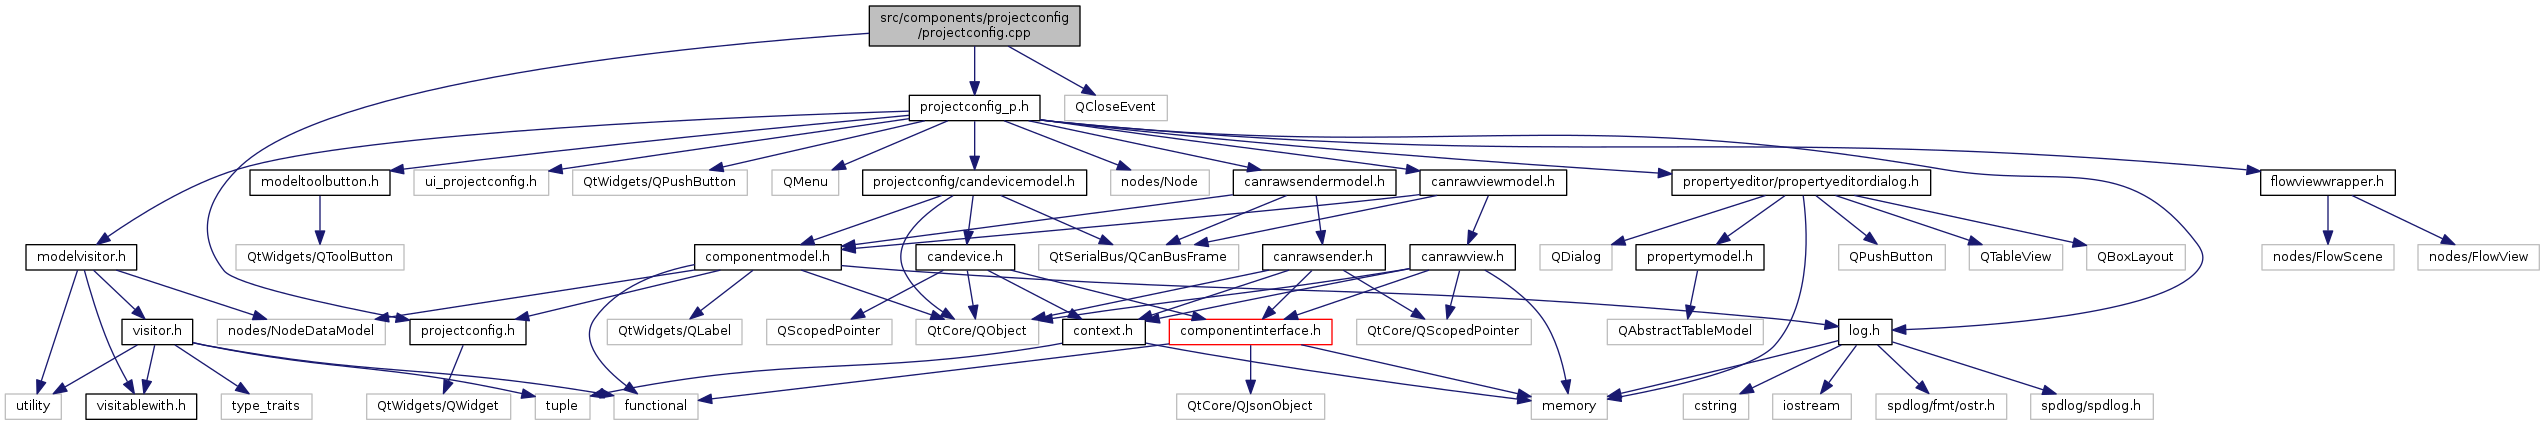 src/components/projectconfig
/projectconfig.cpp
projectconfig_p.h
QCloseEvent
modeltoolbutton.h
ui_projectconfig.h
QtWidgets/QPushButton
QMenu
projectconfig/candevicemodel.h
nodes/Node
canrawsendermodel.h
canrawviewmodel.h
propertyeditor/propertyeditordialog.h
flowviewwrapper.h
modelvisitor.h
QtWidgets/QToolButton
componentmodel.h
candevice.h
QtSerialBus/QCanBusFrame
canrawsender.h
canrawview.h
QDialog
propertymodel.h
QPushButton
QTableView
QBoxLayout
nodes/FlowScene
nodes/FlowView
visitor.h
nodes/NodeDataModel
projectconfig.h
QtWidgets/QLabel
QScopedPointer
QtCore/QObject
context.h
componentinterface.h
QtCore/QScopedPointer
QAbstractTableModel
log.h
utility
visitablewith.h
type_traits
QtWidgets/QWidget
tuple
functional
QtCore/QJsonObject
memory
cstring
iostream
spdlog/fmt/ostr.h
spdlog/spdlog.h